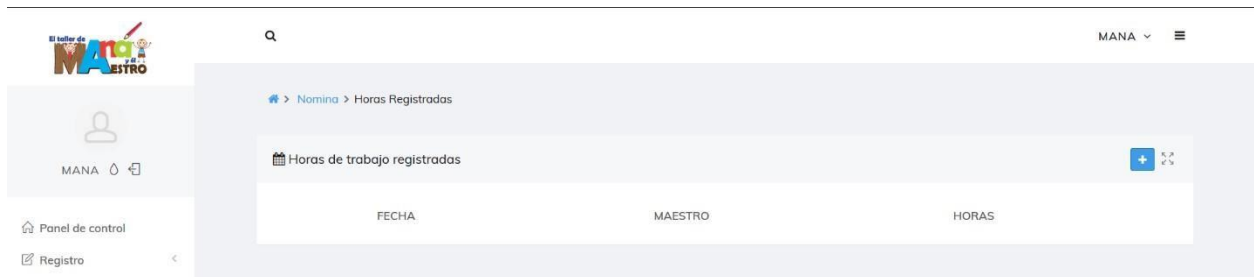 El taller de
Maná
y el
MAESTRO
MANA
Nomina > Horas Registradas
MANA
Horas de trabajo registradas
FECHA MAESTRO HORAS
Panel de control
Registro